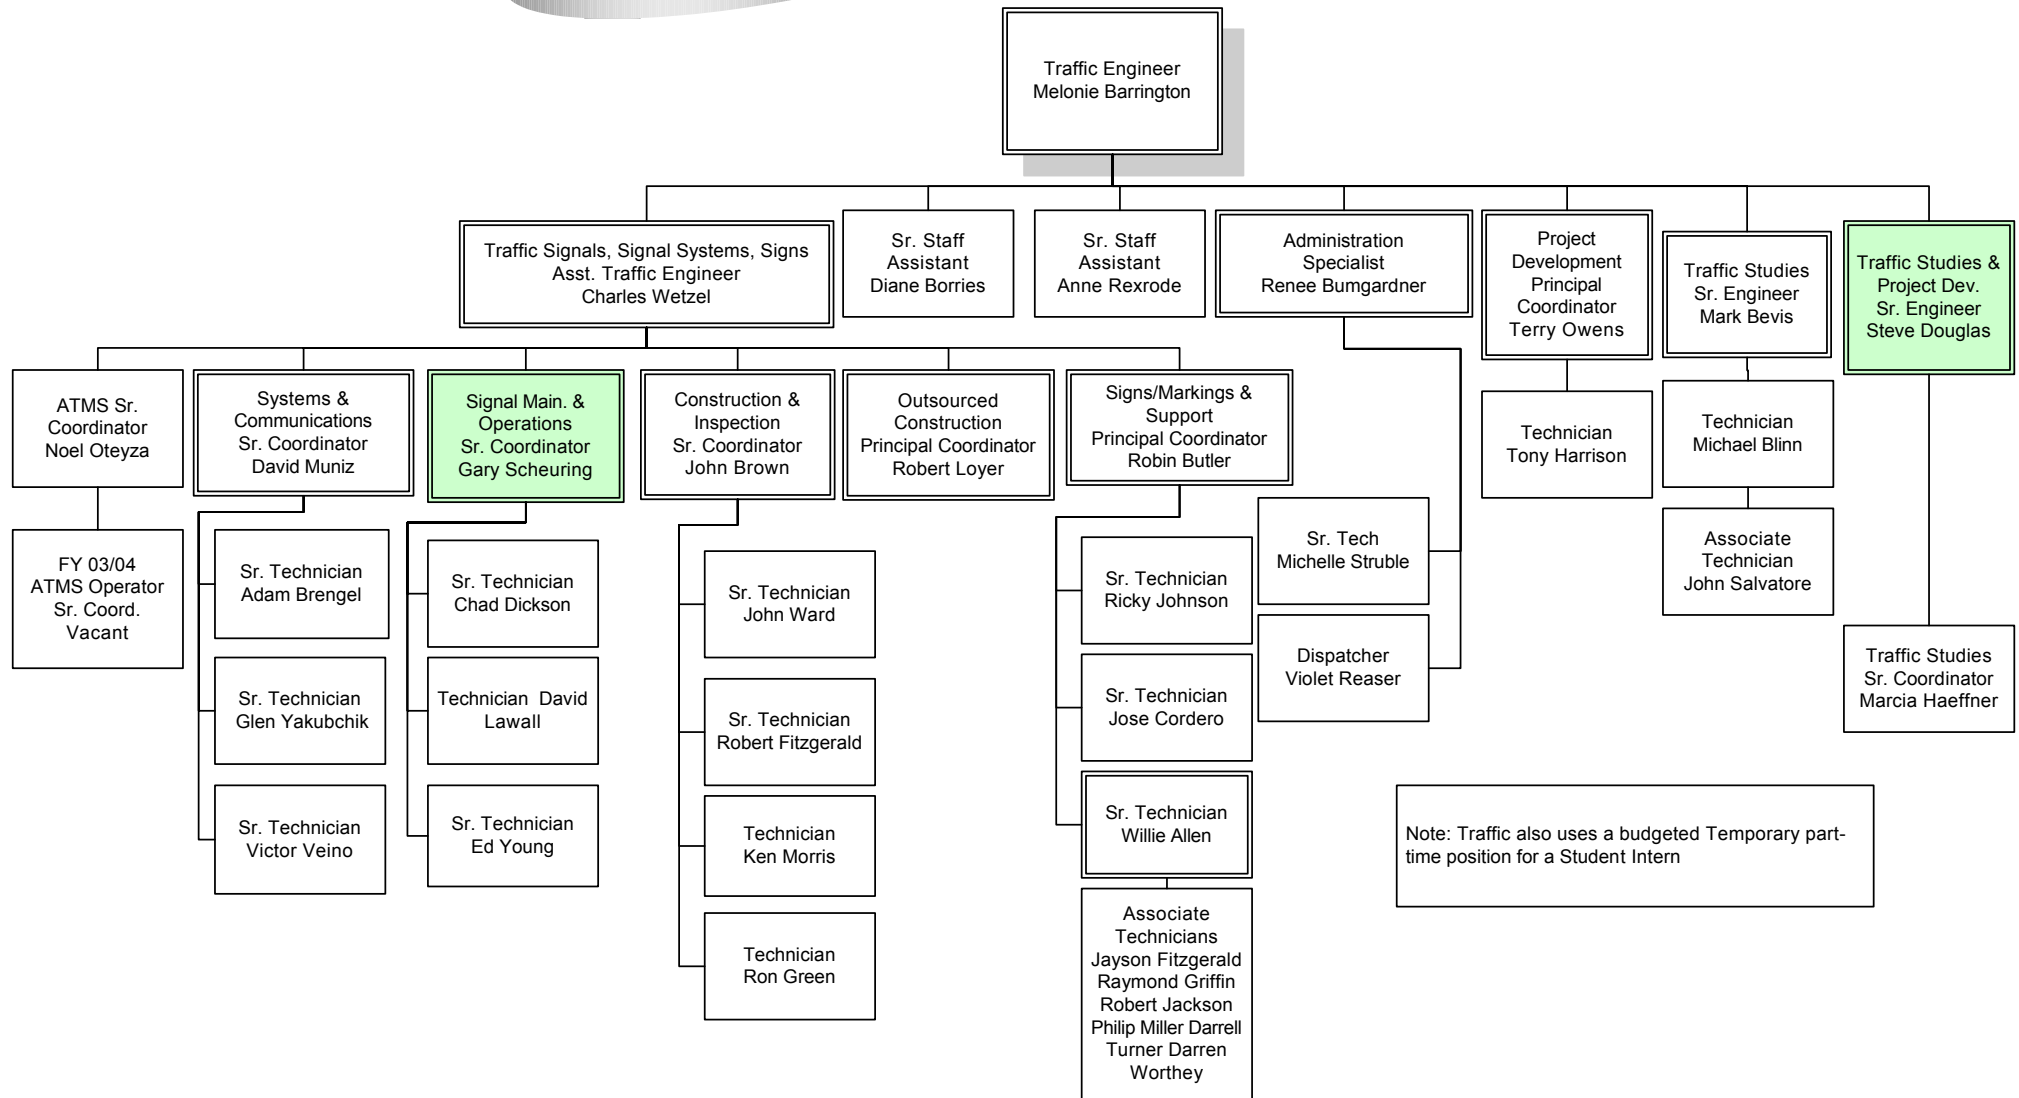 Traffic Engineer
Melonie Barrington
Traffic Signals, Signal Systems, Signs
Asst. Traffic Engineer
Charles Wetzel
Sr. Staff
Assistant
Diane Borries
Sr. Staff
Assistant
Anne Rexrode
Administration
Specialist
Renee Bumgardner
Project
Development
Principal
Coordinator
Terry Owens
Traffic Studies
Sr. Engineer
Mark Bevis
Traffic Studies &
Project Dev.
Sr. Engineer
Steve Douglas
ATMS Sr.
Coordinator
Noel Oteyza
Systems &
Communications
Sr. Coordinator
David Muniz
Signal Main. &
Operations
Sr. Coordinator
Gary Scheuring
Construction &
Inspection
Sr. Coordinator
John Brown
Outsourced
Construction
Principal Coordinator
Robert Loyer
Signs/Markings &
Support
Principal Coordinator
Robin Butler
Technician
Tony Harrison
Technician
Michael Blinn
FY 03/04
ATMS Operator
Sr. Coord.
Vacant
Sr. Technician
Adam Brengel
Sr. Technician
Chad Dickson
Sr. Technician
John Ward
Sr. Technician
Ricky Johnson
Sr. Tech
Michelle Struble
Associate
Technician
John Salvatore
Sr. Technician
Glen Yakubchik
Technician David
Lawall
Sr. Technician
Robert Fitzgerald
Sr. Technician
Jose Cordero
Dispatcher
Violet Reaser
Traffic Studies
Sr. Coordinator
Marcia Haeffner
Sr. Technician
Victor Veino
Sr. Technician
Ed Young
Technician
Ken Morris
Sr. Technician
Willie Allen
Note: Traffic also uses a budgeted Temporary part-
time position for a Student Intern
Technician
Ron Green
Associate
Technicians
Jayson Fitzgerald
Raymond Griffin
Robert Jackson
Philip Miller Darrell
Turner Darren
Worthey